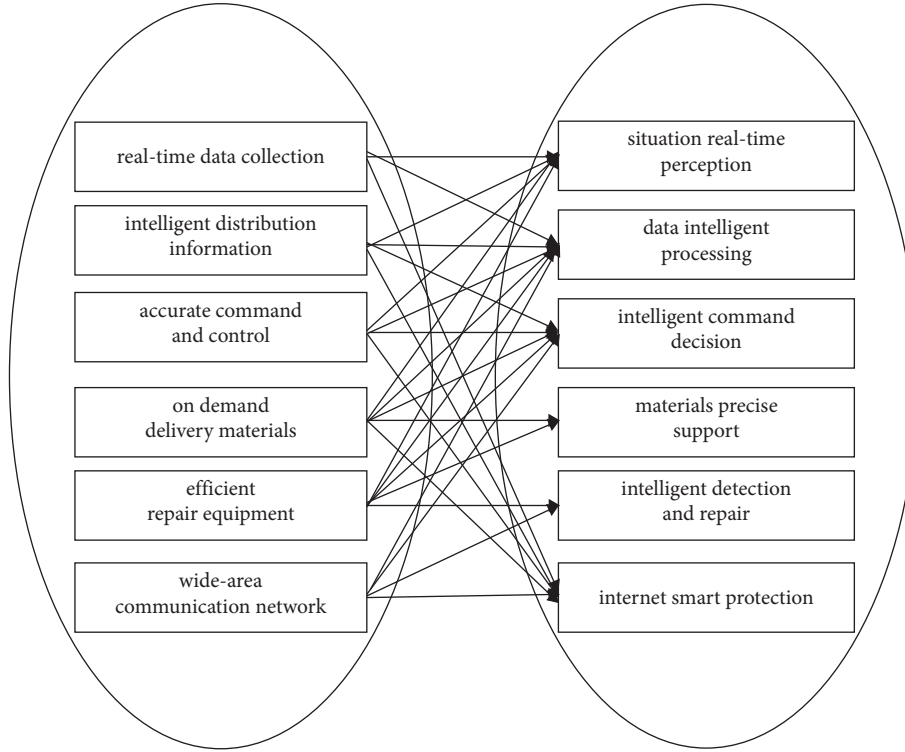 real-time data collection
intelligent distribution
information
accurate command
and control
on demand
delivery materials
efficient
repair equipment
wide-area
communication network
situation real-time
perception
data intelligent
processing
intelligent command
decision
materials precise
support
intelligent detection
and repair
internet smart protection